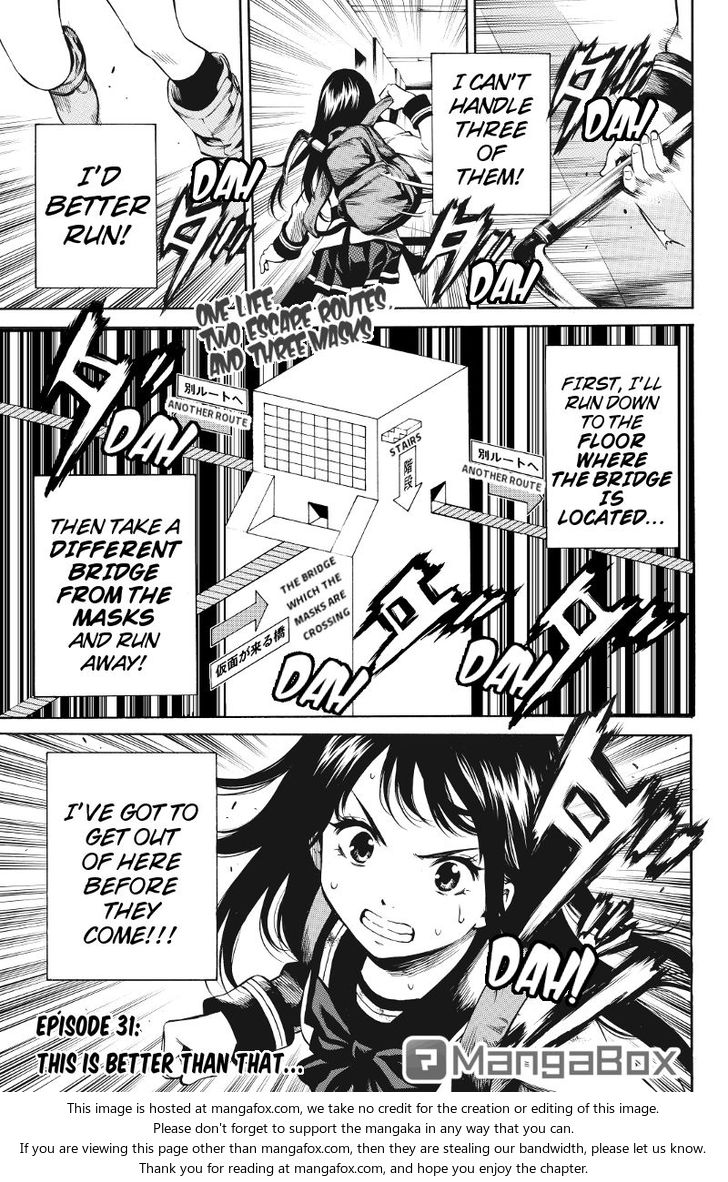 ダダ
DAH
I CAN'T
HANDLE
THREE
OF
THEM!
DAH
I'D
BETTER
RUN!
DAH
ONE LIFE,
TWO ESCAPE ROUTES
AND THREE MASKS
FIRST, I'LL
RUN DOWN
TO THE
FLOOR
WHERE
THE BRIDGE
IS
LOCATED...
別ルートへ
ANOTHER ROUTE
STAIRS
階段
別ルートへ
ANOTHER ROUTE
DAH
THEN TAKE A
DIFFERENT
BRIDGE
FROM THE
MASKS
AND RUN
AWAY!
THE BRIDGE
WHICH THE
MASKS ARE
CROSSING
仮面が来る橋
DAH
DAH
I'VE GOT TO
GET OUT
OF HERE
BEFORE
THEY
COME!!!
DAH!
EPISODE 31:
THIS IS BETTER THAN THAT...
MangaBox
This image is hosted at mangafox.com, we take no credit for the creation or editing of this image.
Please don't forget to support the mangaka in any way that you can.
If you are viewing this page other than mangafox.com, then they are stealing our bandwidth, please let us know.
Thank you for reading at mangafox.com, and hope you enjoy the chapter.